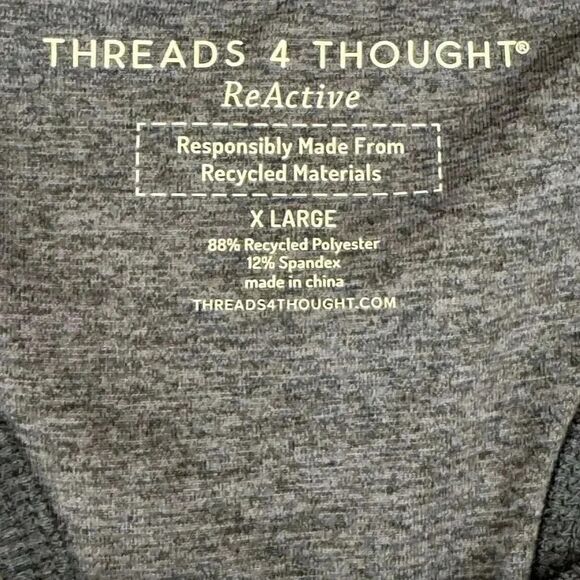 THREADS 4 THOUGHT®
ReActive
Responsibly Made From
Recycled Materials
X LARGE
88% Recycled Polyester
12% Spandex
made in china
THREADS4THOUGHT.COM